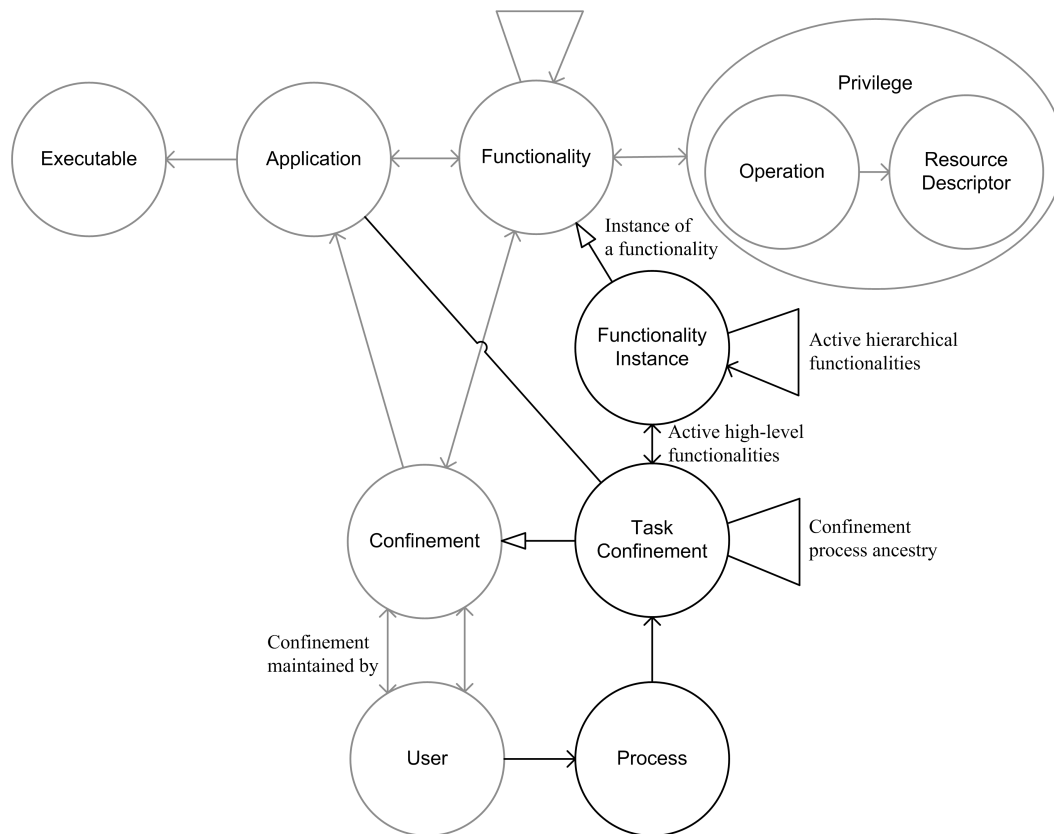 Privilege
Executable
Application
Functionality
Operation
Resource
Descriptor
Instance of
a functionality
Functionality
Instance
Active hierarchical
functionalities
Active high-level
functionalities
Confinement
Task
Confinement
Confinement
process ancestry
Confinement
maintained by
User
Process